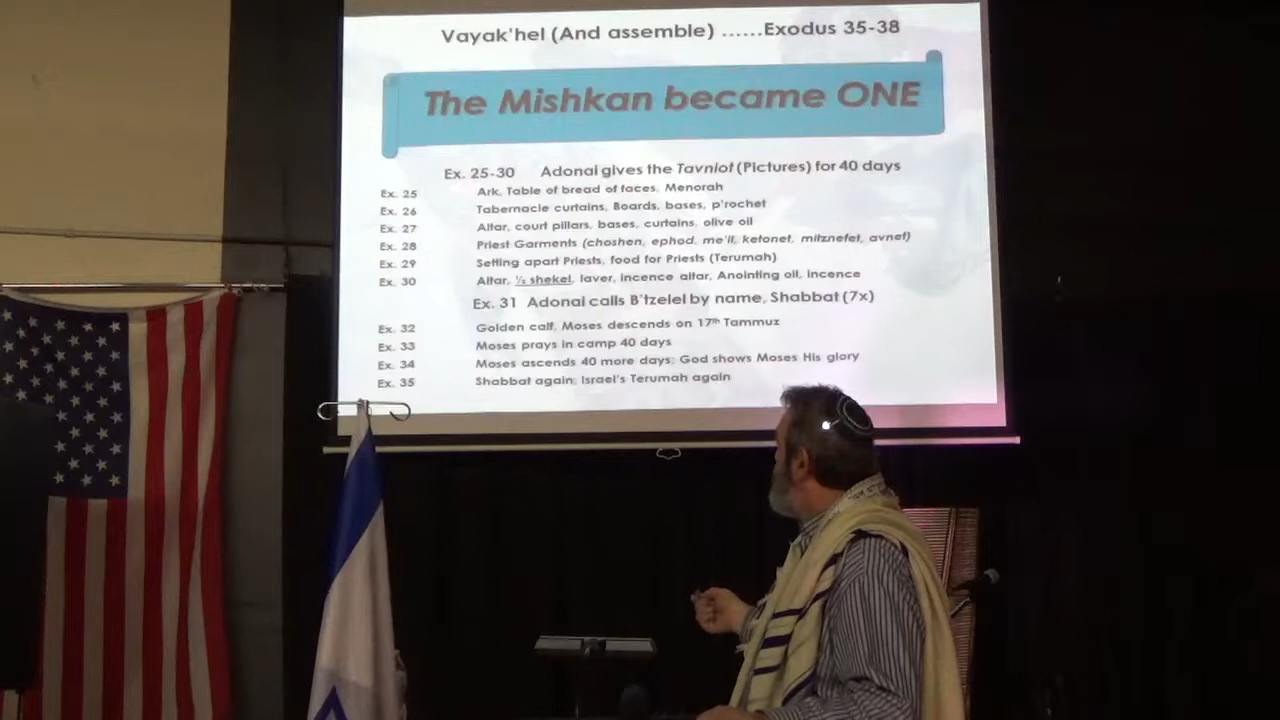 Vayak'hel (And assemble) ......Exodus 35-38
The Mishkan became ONE
Ex. 25-30 Adonai gives the Tavniot (Pictures) for 40 days
Ex. 25 Ark, Table of bread of faces, Menorah
Ex. 26 Tabernacle curtains, Boards, bases, p'rochet
Ex. 27 Altar, court pillars, bases, curtains, olive oil
Ex. 28 Priest Garments (choshen, ephod, me'il, ketonet, mitznefet, avnet)
Ex. 29 Setting apart Priests, food for Priests (Terumah)
Ex. 30 Altar, ½ shekel, laver, incence altar, Anointing oil, incence
Ex. 31 Adonai calls B'tzelel by name, Shabbat (7x)
Ex. 32 Golden calf, Moses descends on 17th Tammuz
Ex. 33 Moses prays in camp 40 days
Ex. 34 Moses ascends 40 more days; God shows Moses His glory
Ex. 35 Shabbat again; Israel's Terumah again